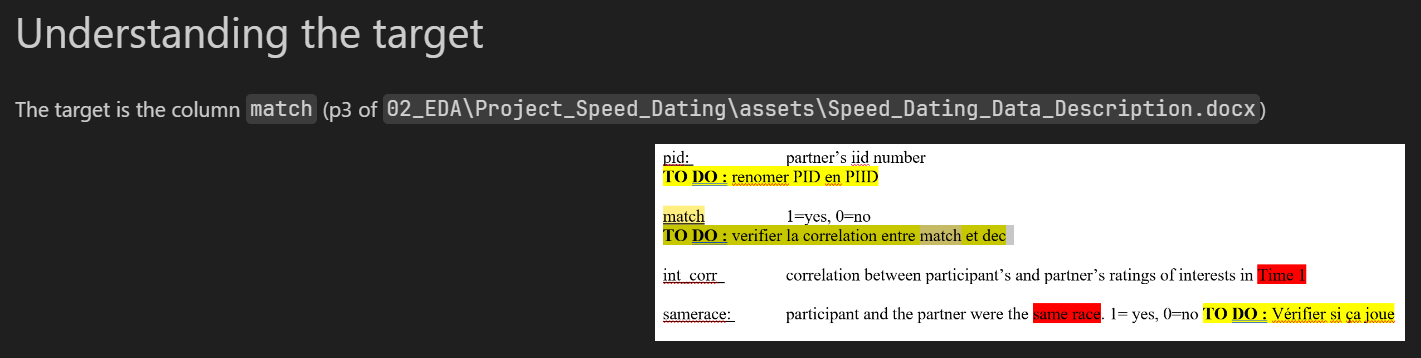 Understanding the target
The target is the column match (p3 of 02_EDA\Project_Speed_Dating\assets\Speed_Dating_Data_Description.docx)
pid: partner’s iid number
TO DO : renomer PID en PIID
match 1=yes, 0=no
TO DO : verifier la correlation entre match et dec
int_corr correlation between participant’s and partner’s ratings of interests in Time 1
samerace: participant and the partner were the same race. 1= yes, 0=no TO DO : Vérifier si ça joue